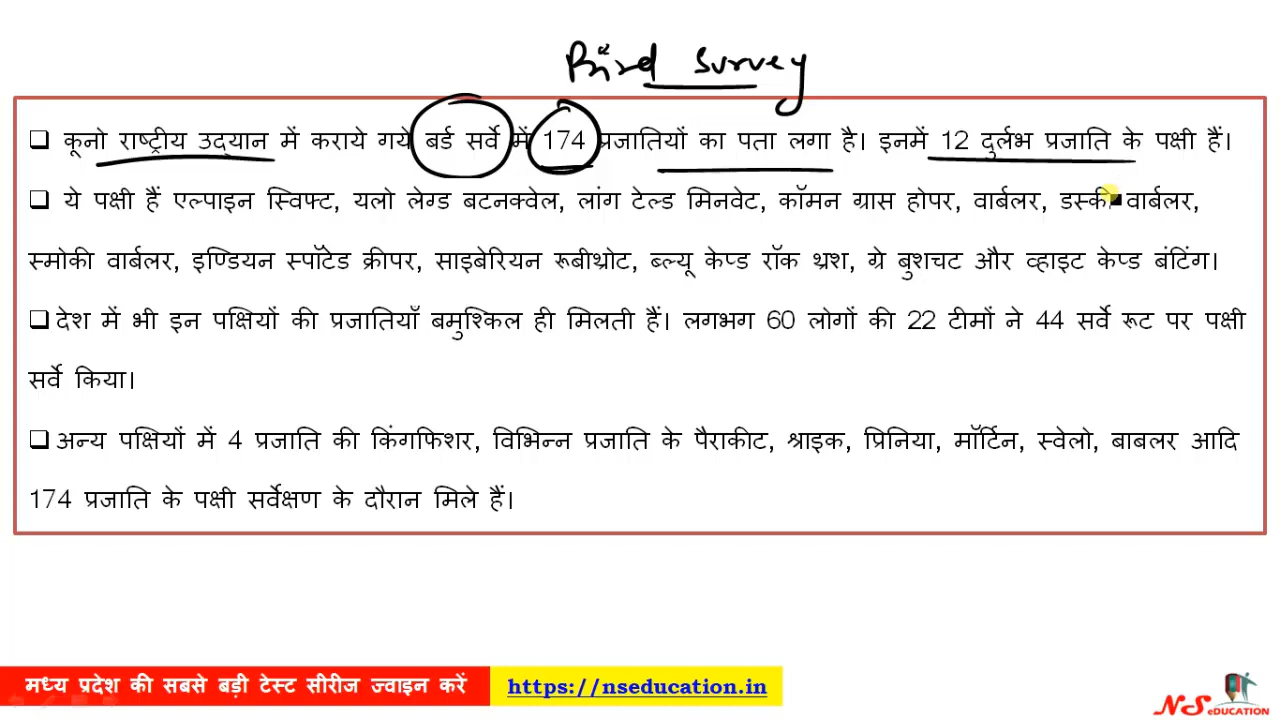 Bird Survey
❑ कूनो राष्ट्रीय उद्यान में कराये गये बर्ड सर्वे में 174 प्रजातियों का पता लगा है। इनमें 12 दुर्लभ प्रजाति के पक्षी हैं।
❑ ये पक्षी हैं एल्पाइन स्विफ्ट, यलो लेग्ड बटनक्वेल, लांग टेल्ड मिनवेट, कॉमन ग्रास होपर, वार्बलर, डस्की वार्बलर,
स्मोकी वार्बलर, इण्डियन स्पॉटेड क्रीपर, साइबेरियन रूबीथ्रोट, ब्ल्यू केप्ड रॉक थ्रश, ग्रे बुशचट और व्हाइट केप्ड बंटिंग।
❑ देश में भी इन पक्षियों की प्रजातियाँ बमुश्किल ही मिलती हैं। लगभग 60 लोगों की 22 टीमों ने 44 सर्वे रूट पर पक्षी
सर्वे किया।
❑ अन्य पक्षियों में 4 प्रजाति की किंगफिशर, विभिन्न प्रजाति के पैराकीट, श्राइक, प्रिनिया, मॉर्टिन, स्वेलो, बाबलर आदि
174 प्रजाति के पक्षी सर्वेक्षण के दौरान मिले हैं।
मध्य प्रदेश की सबसे बड़ी टेस्ट सीरीज ज्वाइन करें https://nseducation.in
NS eDUCATION